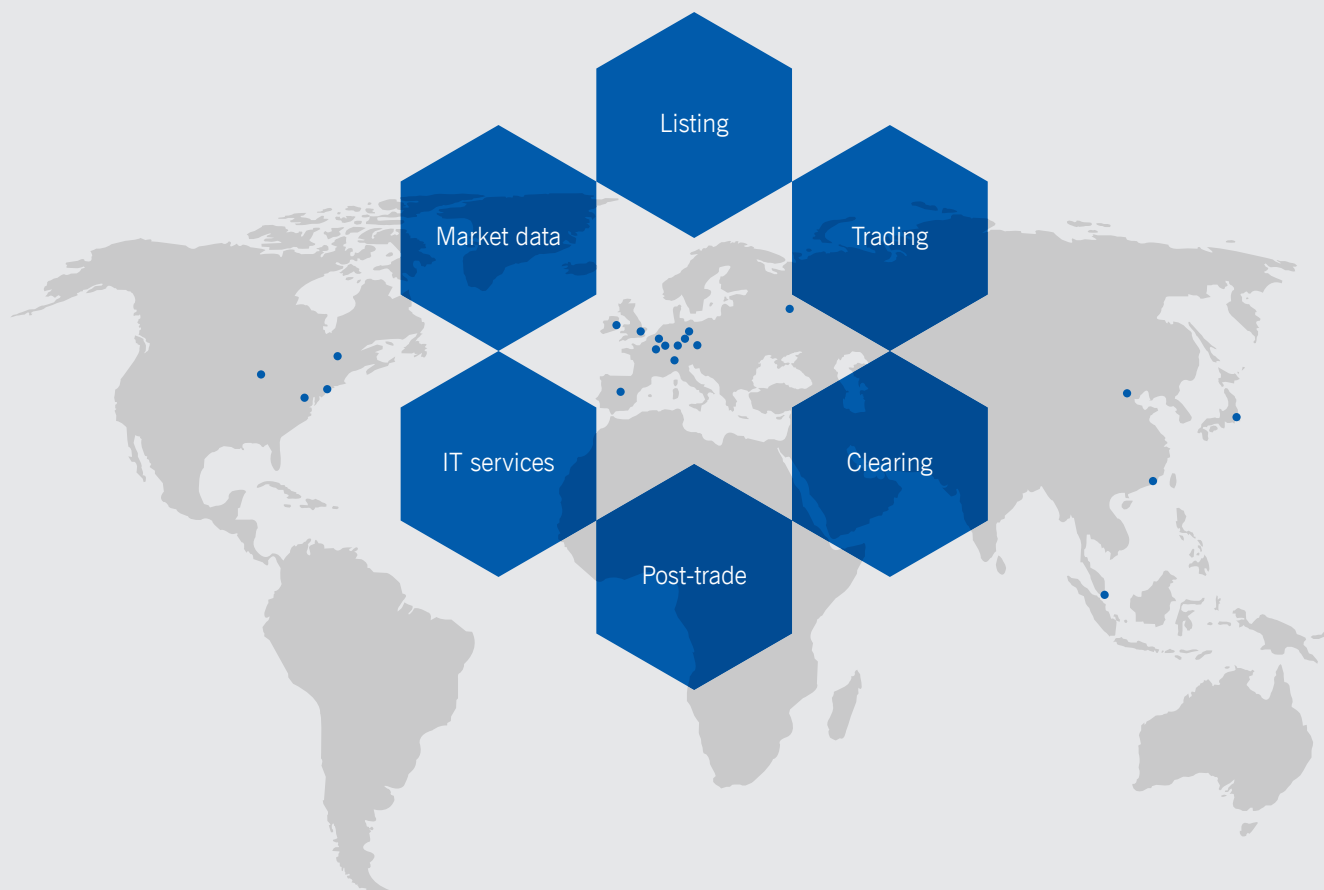 Listing
Market data
Trading
IT services
Clearing
Post-trade